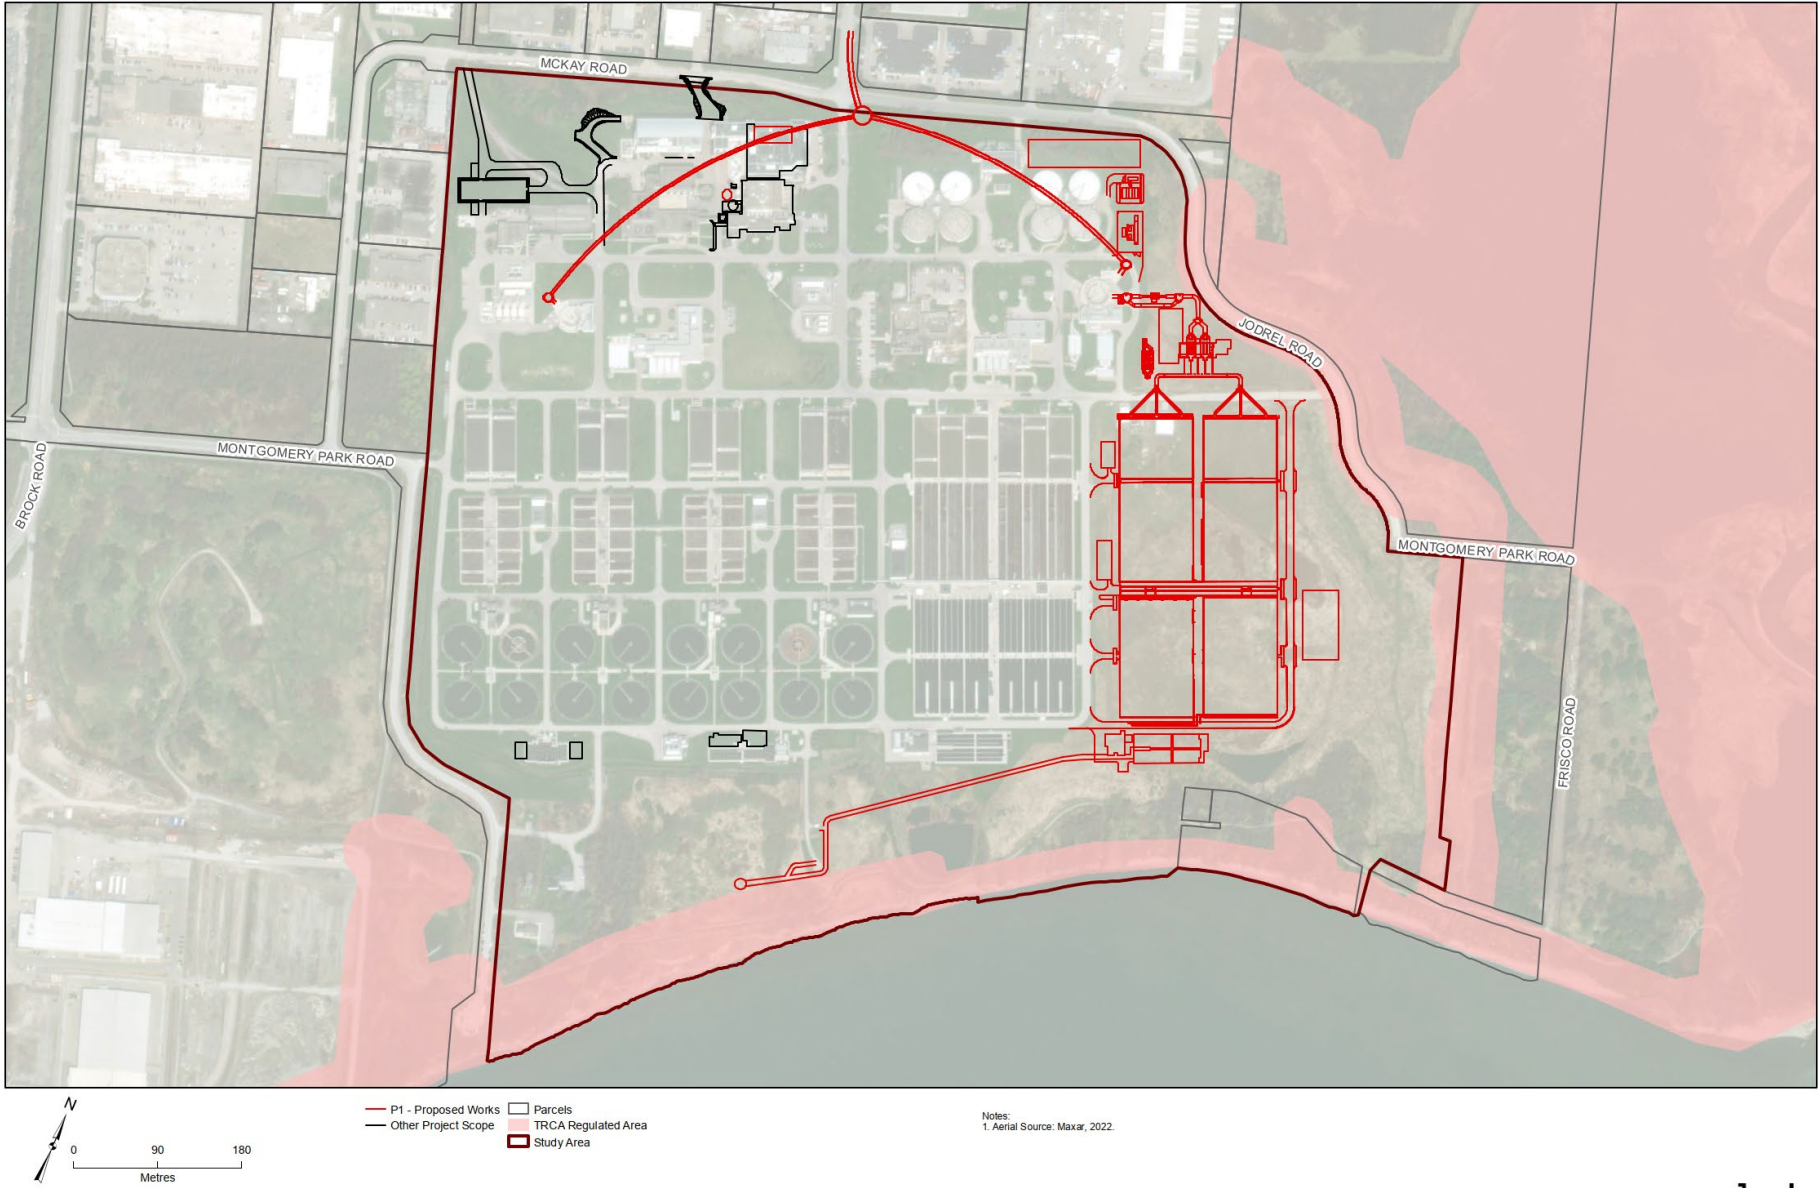 MCKAY ROAD
JODREL ROAD
MONTGOMERY PARK ROAD
BROCK ROAD
MONTGOMERY PARK ROAD
FRISCO ROAD
N
0 90 180
Metres
P1 - Proposed Works
Other Project Scope
Parcels
TRCA Regulated Area
Study Area
Notes:
1. Aerial Source: Maxar, 2022.